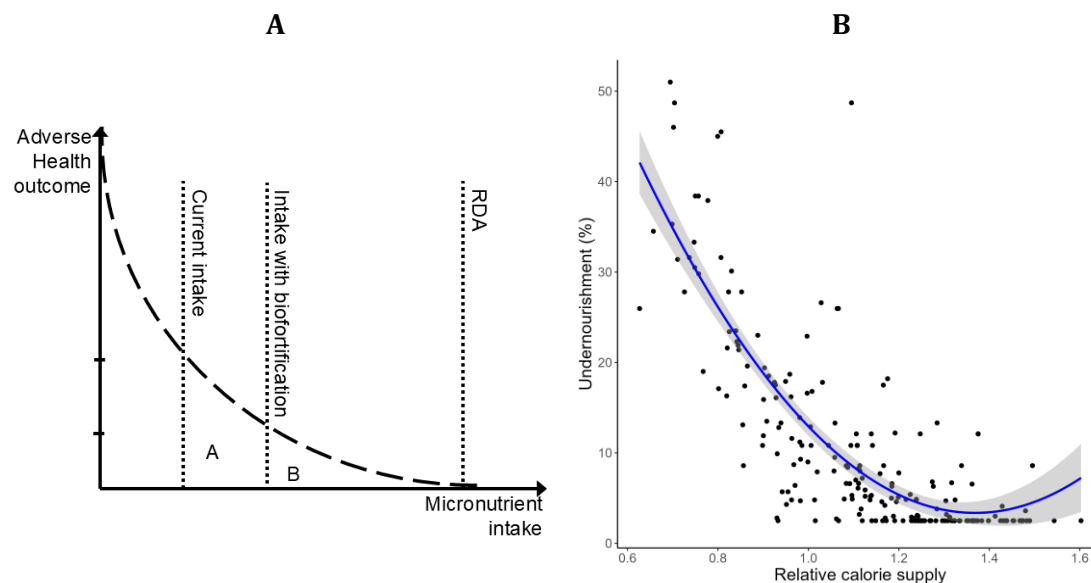 A
B
Adverse
Health
outcome
Current intake
Intake with biofortification
RDA
A
B
Micronutrient
intake
Undernourishment (%)
50
40
30
20
10
0
0.6
0.8
1.0
1.2
1.4
1.6
Relative calorie supply